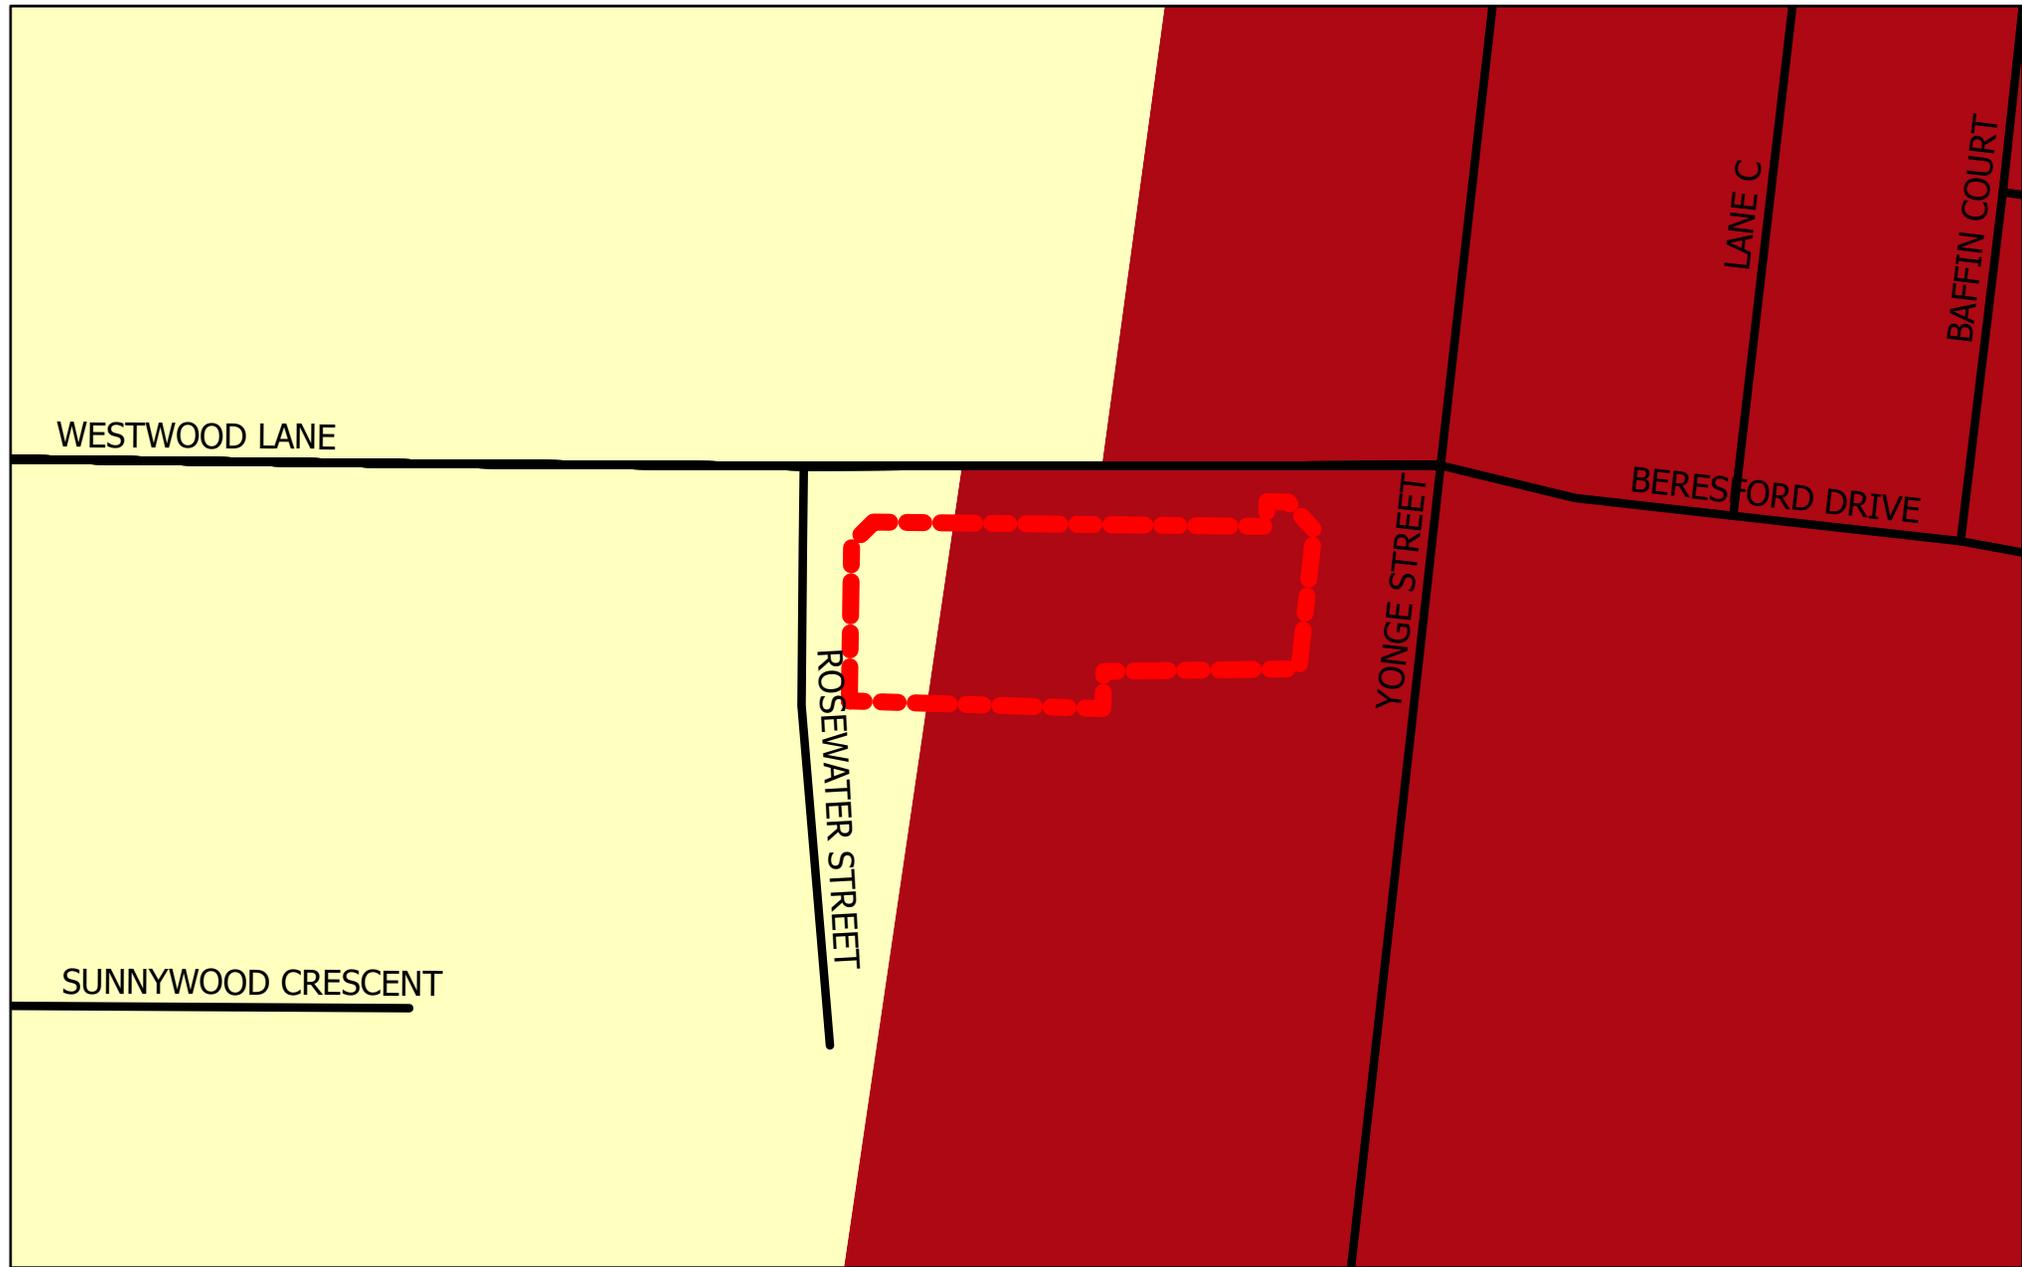 LANE C
BAFFIN COURT
WESTWOOD LANE
BERESFORD DRIVE
YONGE STREET
ROSEWATER STREET
SUNNYWOOD CRESCENT